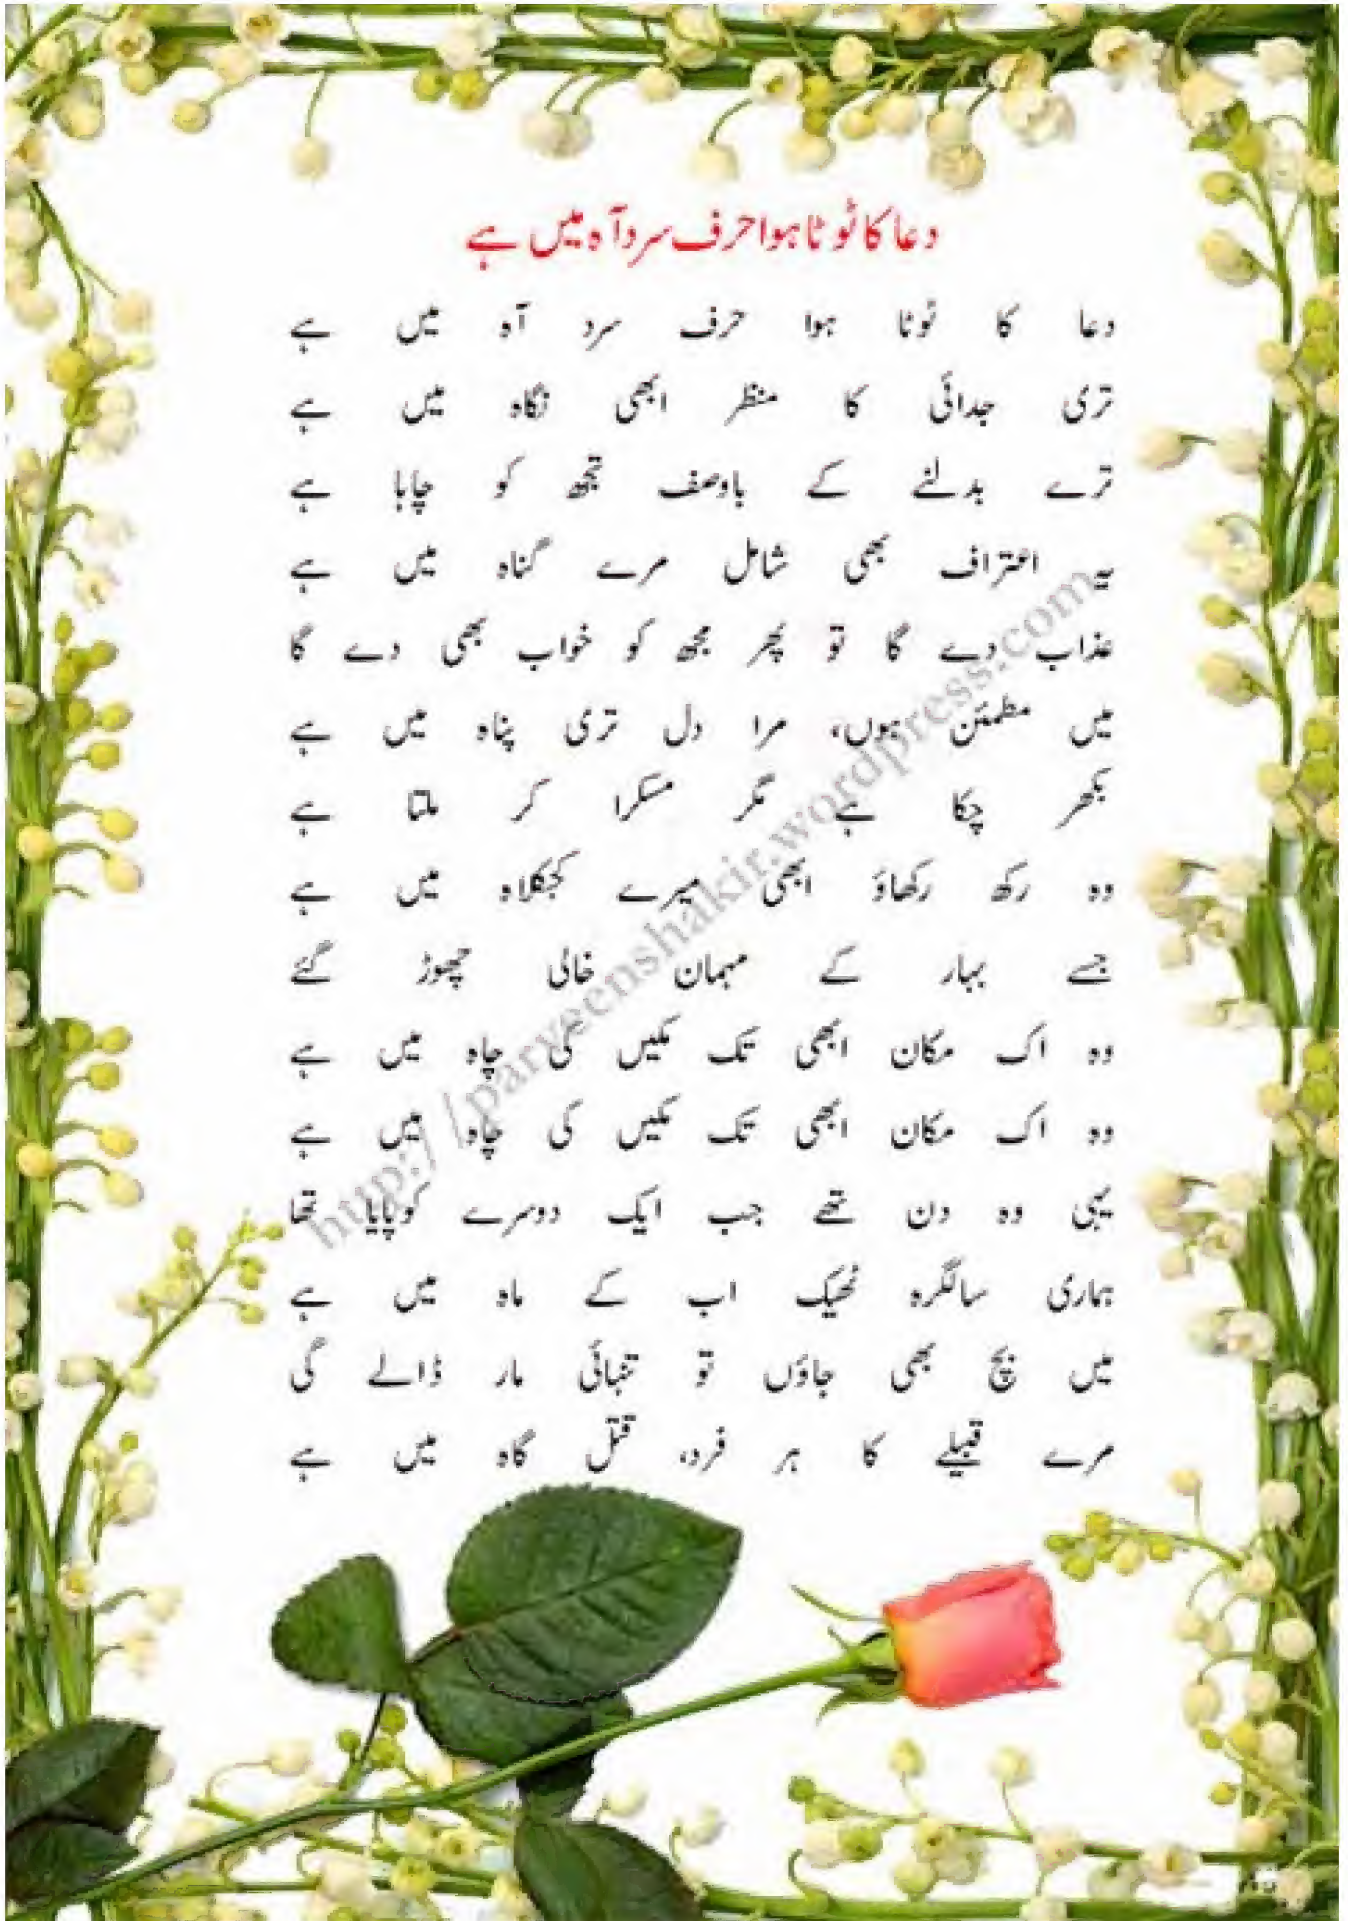 دعا کا ٹوٹا ہوا حرف سرد آہ میں ہے
دعا کا ٹوٹا ہوا حرف سرد آہ میں ہے
تری جدائی کا منظر ابھی نگاہ میں ہے
ترے بدلنے کے باوصف تجھ کو چاہا ہے
یہ اعتراف بھی شامل مرے گناہ میں ہے
عذاب دے گا تو پھر مجھ کو خواب بھی دے گا
میں مطمئن ہوں، مرا دل تری پناہ میں ہے
بکھر چکا ہے مگر مسکرا کر ملتا ہے
وہ رکھ رکھاؤ ابھی میرے کجکلاہ میں ہے
جسے بہار کے مہمان خالی چھوڑ گئے
وہ اک مکان ابھی تک مکیں کی چاہ میں ہے
وہ اک مکان ابھی تک مکیں کی چاہ میں ہے
یہی وہ دن تھے جب ایک دوسرے کو پایا تھا
ہماری سالگرہ ٹھیک اب کے ماہ میں ہے
میں بچ بھی جاؤں تو تنہائی مار ڈالے گی
مرے قبیلے کا ہر فرد، قتل گاہ میں ہے
http://parveenshakir.wordpress.com